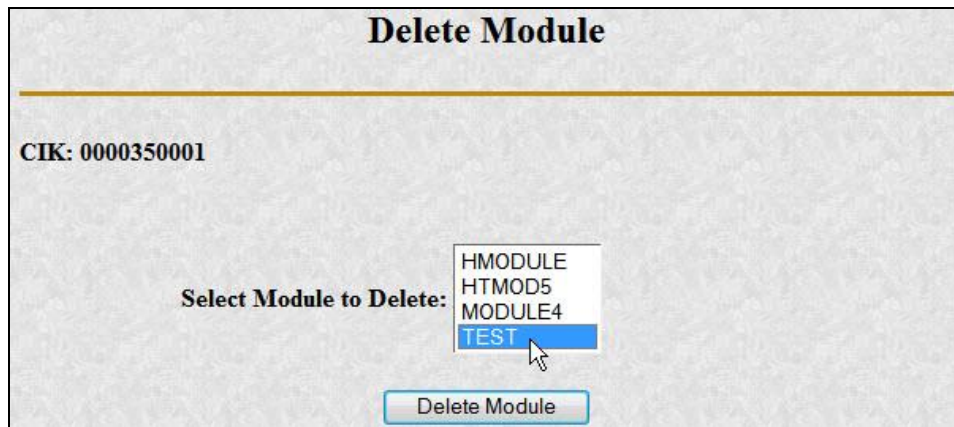 Delete Module
CIK: 0000350001
HMODULE
HTMOD5
Select Module to Delete:
MODULE4
TEST
Delete Module